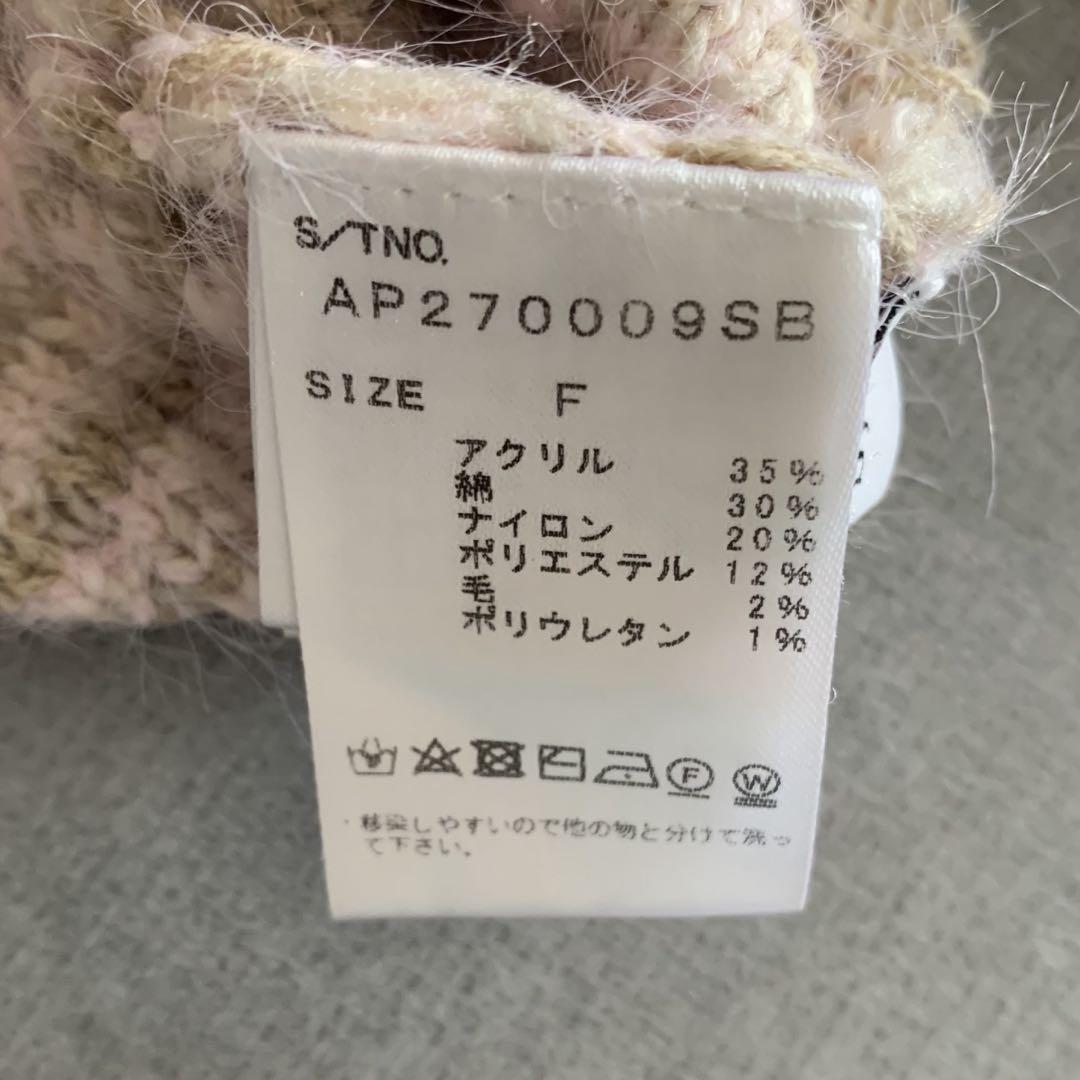 S/TNO.
AP270009SB
SIZE F
アクリル 35%
綿 30%
ナイロン 20%
ポリエステル 12%
毛 2%
ポリウレタン 1%
F W
・移染しやすいので他の物と分けて洗っ
て下さい。